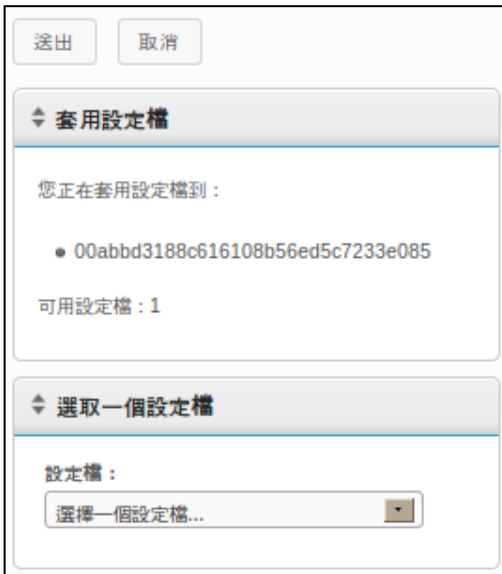 送出 取消
套用設定檔
您正在套用設定檔到：
00abbd3188c616108b56ed5c7233e085
可用設定檔：1
選取一個設定檔
設定檔：
選擇一個設定檔...